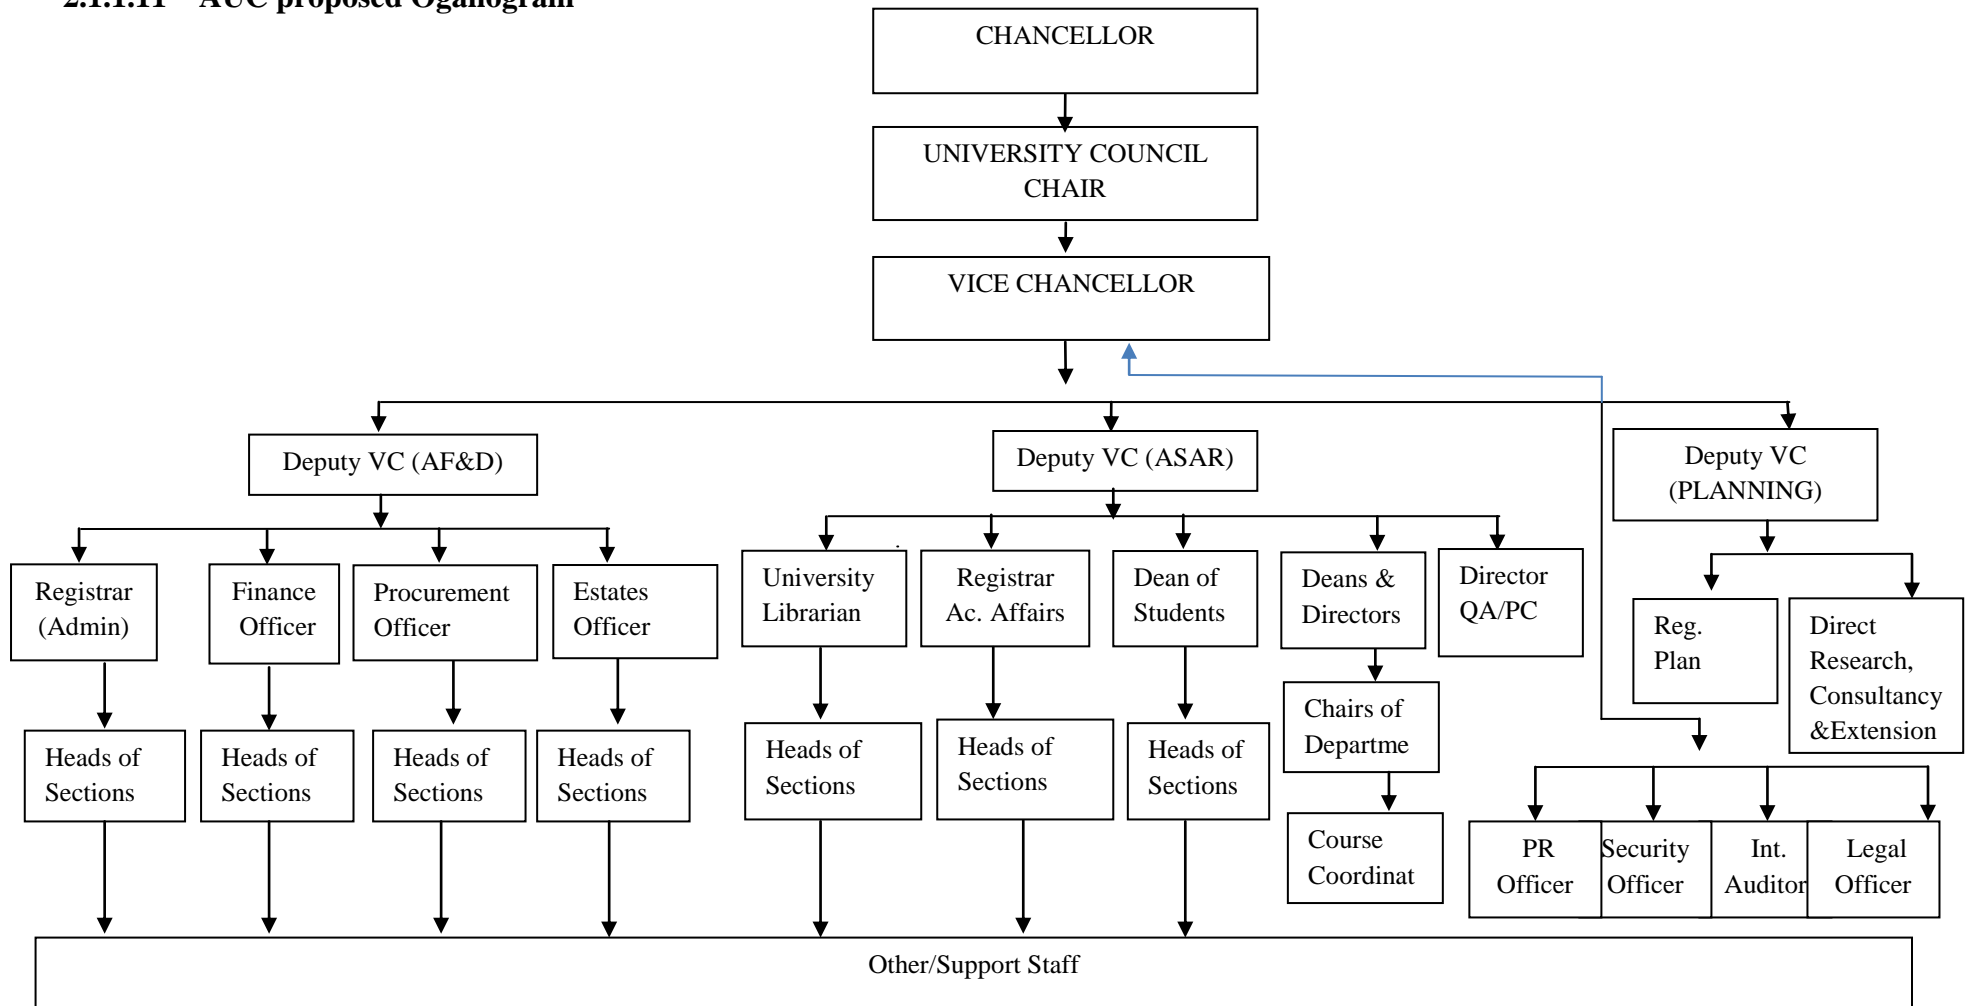 2.1.1.11 AUC proposed Oganogram
CHANCELLOR
UNIVERSITY COUNCIL
CHAIR
VICE CHANCELLOR
Deputy VC (AF&D)
Deputy VC (ASAR)
Deputy VC
(PLANNING)
Registrar
(Admin)
Finance
Officer
Procurement
Officer
Estates
Officer
University
Librarian
Registrar
Ac. Affairs
Dean of
Students
Deans &
Directors
Director
QA/PC
Reg.
Plan
Direct
Research,
Consultancy
&Extension
Heads of
Sections
Heads of
Sections
Heads of
Sections
Heads of
Sections
Heads of
Sections
Heads of
Sections
Heads of
Sections
Chairs of
Departme
Course
Coordinat
PR
Officer
Security
Officer
Int.
Auditor
Legal
Officer
Other/Support Staff